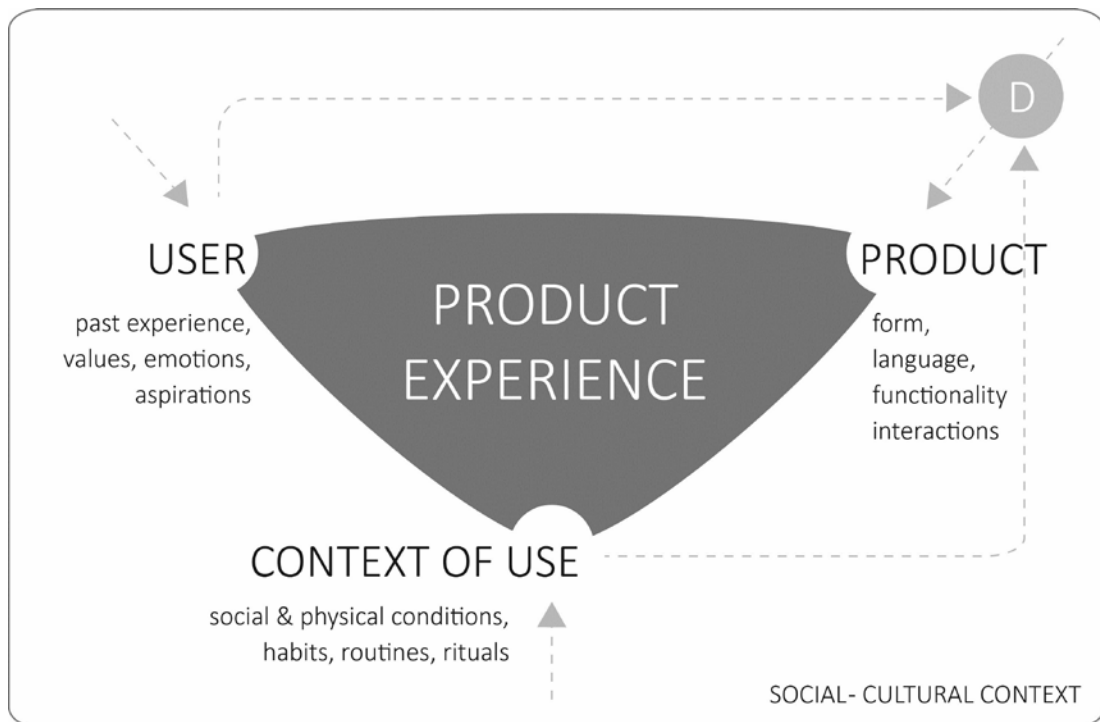 D
USER
past experience,
values, emotions,
aspirations
PRODUCT
EXPERIENCE
PRODUCT
form,
language,
functionality
interactions
CONTEXT OF USE
social & physical conditions,
habits, routines, rituals
SOCIAL- CULTURAL CONTEXT